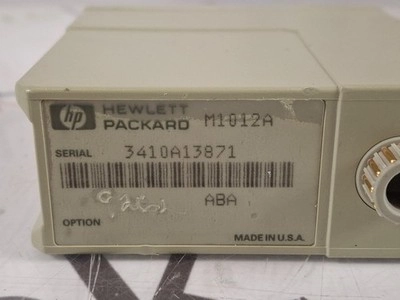 hp HEWLETT
PACKARD M1012A
SERIAL 3410A13871
ABA
OPTION
MADE IN U.S.A.